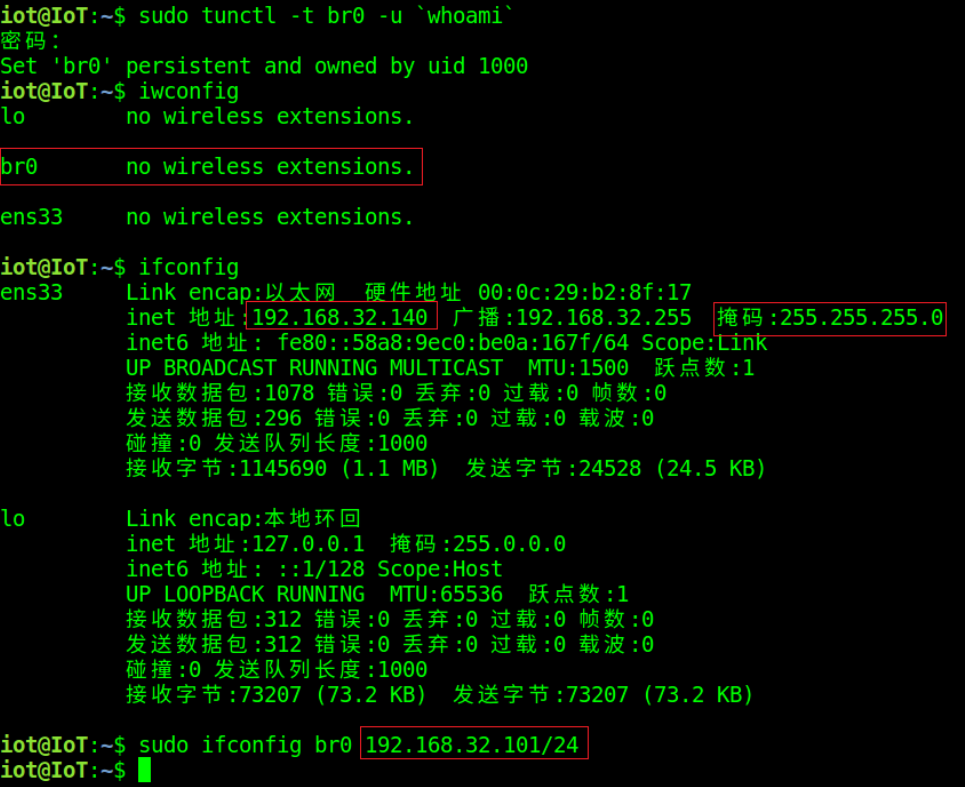 iot@IoT:~$ sudo tunctl -t br0 -u `whoami`
密码:
Set 'br0' persistent and owned by uid 1000
iot@IoT:~$ iwconfig
lo        no wireless extensions.
br0       no wireless extensions.
ens33     no wireless extensions.
iot@IoT:~$ ifconfig
ens33     Link encap:以太网  硬件地址 00:0c:29:b2:8f:17
          inet 地址:192.168.32.140  广播:192.168.32.255  掩码:255.255.255.0
          inet6 地址: fe80::58a8:9ec0:be0a:167f/64 Scope:Link
          UP BROADCAST RUNNING MULTICAST  MTU:1500  跃点数:1
          接收数据包:1078 错误:0 丢弃:0 过载:0 帧数:0
          发送数据包:296 错误:0 丢弃:0 过载:0 载波:0
          碰撞:0 发送队列长度:1000
          接收字节:1145690 (1.1 MB)  发送字节:24528 (24.5 KB)
lo        Link encap:本地环回
          inet 地址:127.0.0.1  掩码:255.0.0.0
          inet6 地址: ::1/128 Scope:Host
          UP LOOPBACK RUNNING  MTU:65536  跃点数:1
          接收数据包:312 错误:0 丢弃:0 过载:0 帧数:0
          发送数据包:312 错误:0 丢弃:0 过载:0 载波:0
          碰撞:0 发送队列长度:1000
          接收字节:73207 (73.2 KB)  发送字节:73207 (73.2 KB)
iot@IoT:~$ sudo ifconfig br0 192.168.32.101/24
iot@IoT:~$